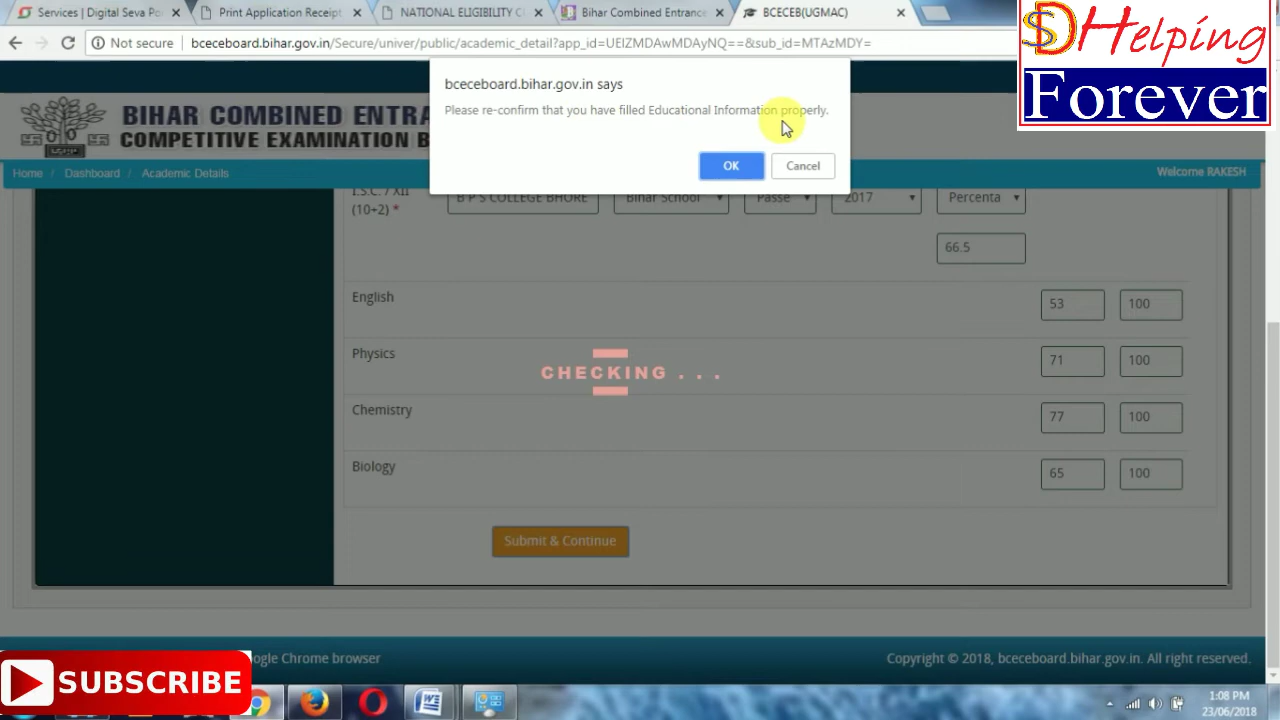 Services | Digital Seva Po
Print Application Receipt
NATIONAL ELIGIBILITY C
Bihar Combined Entrance
BCECEB(UGMAC)
Not secure
bceceboard.bihar.gov.in/Secure/univer/public/academic_detail?app_id=UEIZMDAwMDAyNQ==&sub_id=MTAzMDY=
SD Helping
Forever
bceceboard.bihar.gov.in says
Please re-confirm that you have filled Educational Information properly.
OK
Cancel
BIHAR COMBINED ENTRA
COMPETITIVE EXAMINATION B
Home / Dashboard / Academic Details
Welcome RAKESH
I.S.C. / XII
(10+2) *
B P S COLLEGE BHORE
Bihar School
Passe
2017
Percenta
66.5
English
53
100
Physics
71
100
CHECKING . . .
Chemistry
77
100
Biology
65
100
Submit & Continue
ogle Chrome browser
Copyright © 2018, bceceboard.bihar.gov.in. All right reserved.
SUBSCRIBE
1:08 PM
23/06/2018